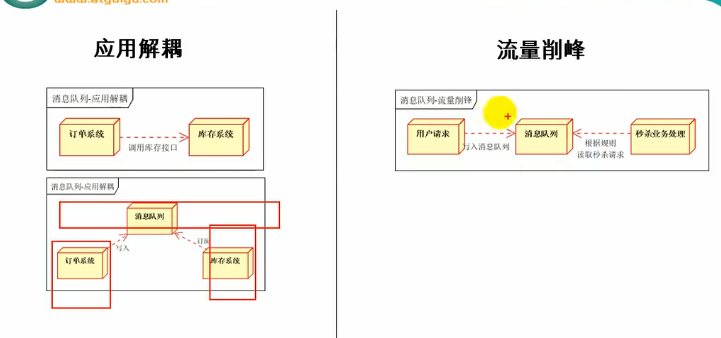 www.atguigu.com
应用解耦
消息队列-应用解耦
订单系统
库存系统
调用库存接口
消息队列-应用解耦
消息队列
写入
订阅
订单系统
库存系统
流量削峰
消息队列-流量削锋
用户请求
消息队列
秒杀业务处理
写入消息队列
根据规则
读取秒杀请求